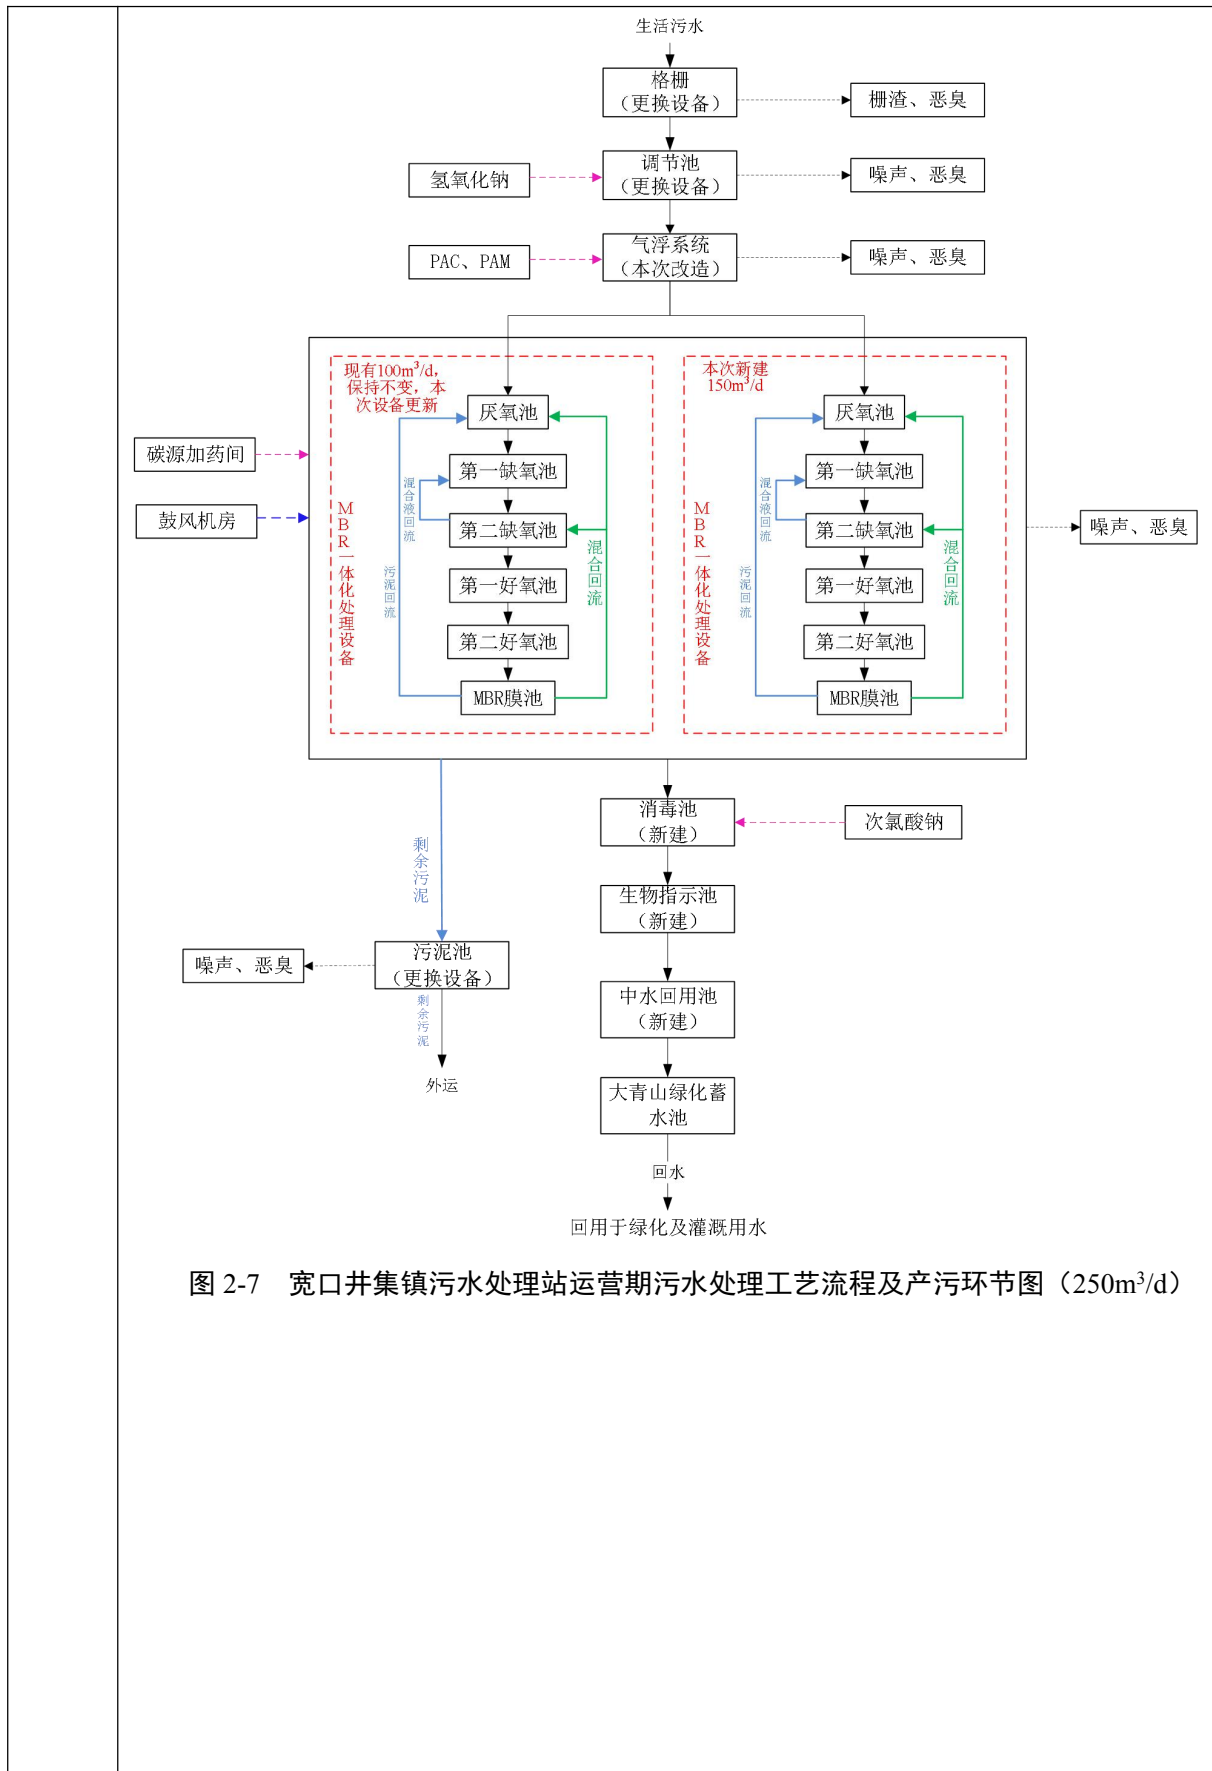 生活污水
格栅
（更换设备）
栅渣、恶臭
氢氧化钠
调节池
（更换设备）
噪声、恶臭
PAC、PAM
气浮系统
（本次改造）
噪声、恶臭
现有100m³/d，
保持不变，本
次设备更新
厌氧池
第一缺氧池
第二缺氧池
第一好氧池
第二好氧池
MBR膜池
混合液回流
污泥回流
混合回流
MBR一体化处理设备
本次新建
150m³/d
厌氧池
第一缺氧池
第二缺氧池
第一好氧池
第二好氧池
MBR膜池
混合液回流
污泥回流
混合回流
MBR一体化处理设备
碳源加药间
鼓风机房
噪声、恶臭
消毒池
（新建）
次氯酸钠
剩余污泥
生物指示池
（新建）
噪声、恶臭
污泥池
（更换设备）
剩余污泥
外运
中水回用池
（新建）
大青山绿化蓄
水池
回水
回用于绿化及灌溉用水
图 2-7 宽口井集镇污水处理站运营期污水处理工艺流程及产污环节图（250m³/d）